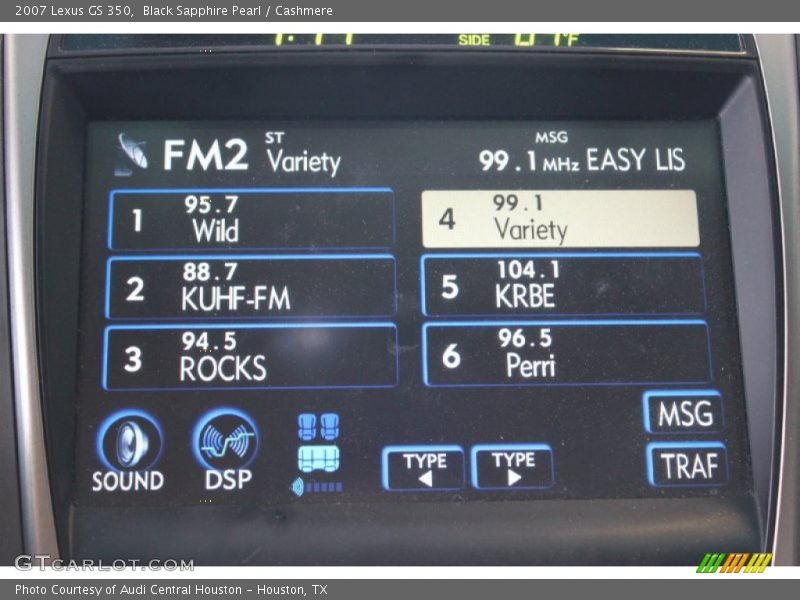 2007 Lexus GS 350,  Black Sapphire Pearl / Cashmere
SIDE
°F
FM2 ST Variety
MSG
99.1 MHz EASY LIS
1 95.7 Wild
4 99.1 Variety
2 88.7 KUHF-FM
5 104.1 KRBE
3 94.5 ROCKS
6 96.5 Perri
SOUND
DSP
TYPE
TYPE
MSG
TRAF
GTCARLOT.COM
Photo Courtesy of Audi Central Houston - Houston, TX